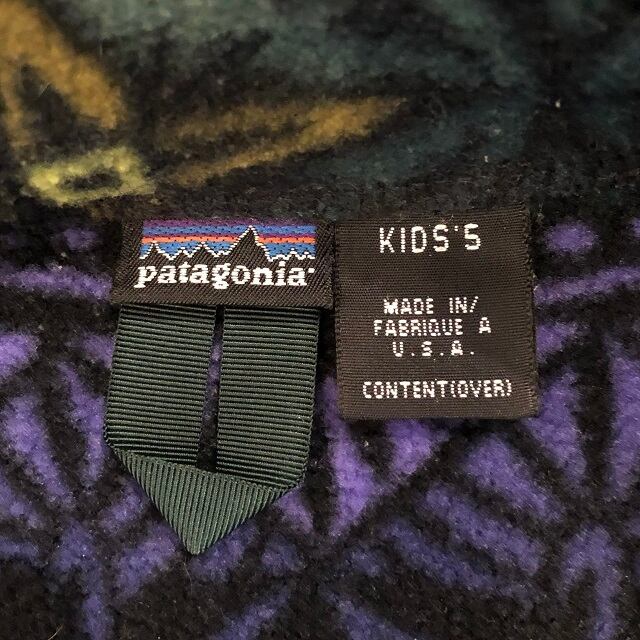 patagonia
KIDS'S
MADE IN/
FABRIQUE A
U.S.A.
CONTENT(OVER)